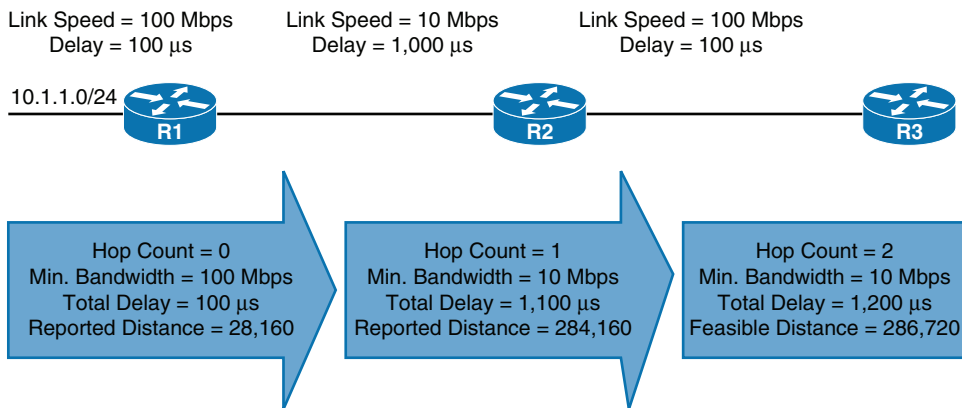 Link Speed = 100 Mbps
Delay = 100 μs
Link Speed = 10 Mbps
Delay = 1,000 μs
Link Speed = 100 Mbps
Delay = 100 μs
10.1.1.0/24
R1
R2
R3
Hop Count = 0
Min. Bandwidth = 100 Mbps
Total Delay = 100 μs
Reported Distance = 28,160
Hop Count = 1
Min. Bandwidth = 10 Mbps
Total Delay = 1,100 μs
Reported Distance = 284,160
Hop Count = 2
Min. Bandwidth = 10 Mbps
Total Delay = 1,200 μs
Feasible Distance = 286,720